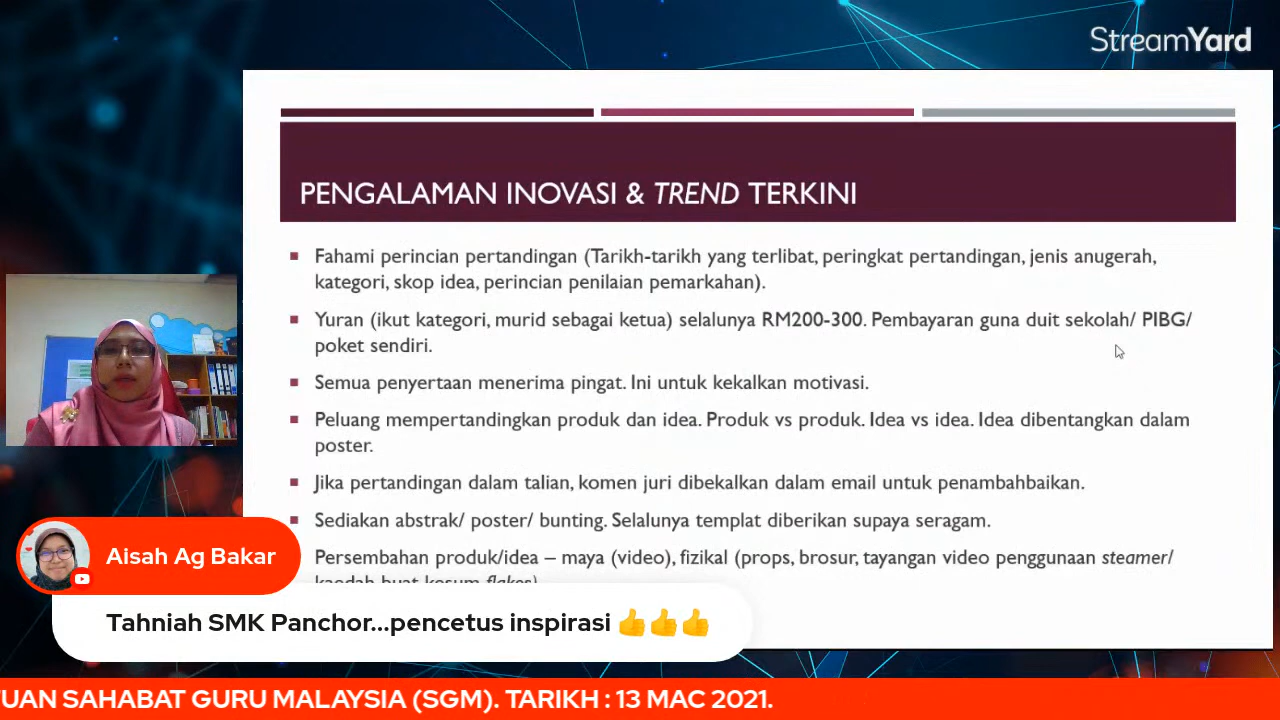 StreamYard
PENGALAMAN INOVASI & TREND TERKINI
Fahami perincian pertandingan (Tarikh-tarikh yang terlibat, peringkat pertandingan, jenis anugerah,
kategori, skop idea, perincian penilaian pemarkahan).
Yuran (ikut kategori, murid sebagai ketua) selalunya RM200-300. Pembayaran guna duit sekolah/ PIBG/
poket sendiri.
Semua penyertaan menerima pingat. Ini untuk kekalkan motivasi.
Peluang mempertandingkan produk dan idea. Produk vs produk. Idea vs idea. Idea dibentangkan dalam
poster.
Jika pertandingan dalam talian, komen juri dibekalkan dalam email untuk penambahbaikan.
Sediakan abstrak/ poster/ bunting. Selalunya templat diberikan supaya seragam.
Persembahan produk/idea – maya (video), fizikal (props, brosur, tayangan video penggunaan steamer/
kaedah buat kosum flakes)
Aisah Ag Bakar
Tahniah SMK Panchor...pencetus inspirasi 👍👍👍
TUAN SAHABAT GURU MALAYSIA (SGM). TARIKH : 13 MAC 2021.